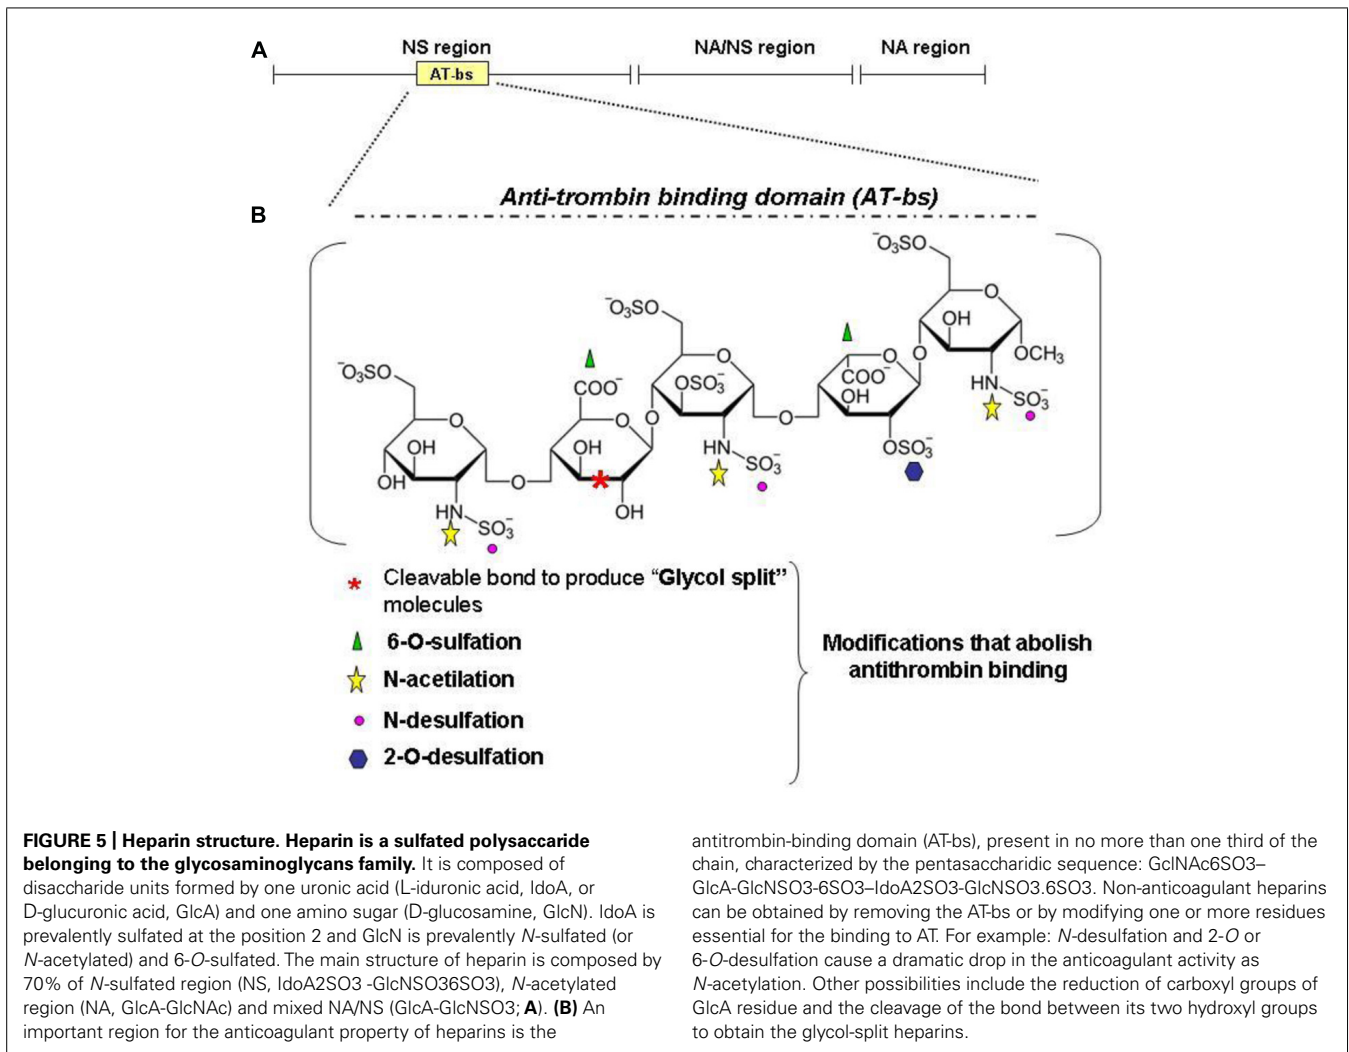 A
NS region
NA/NS region
NA region
AT-bs
Anti-trombin binding domain (AT-bs)
B
⁻O₃SO
⁻O₃SO
⁻O₃SO
O
OH
OCH₃
HN
SO₃⁻
O
O
COO⁻
OH
OSO₃⁻
O
O
OSO₃⁻
HN
SO₃⁻
O
COO⁻
O
OH
OH
O
O
OH
OH
HN
SO₃⁻
* Cleavable bond to produce “Glycol split”
molecules
6-O-sulfation
N-acetilation
N-desulfation
2-O-desulfation
Modifications that abolish
antithrombin binding
FIGURE 5 | Heparin structure. Heparin is a sulfated polysaccaride
belonging to the glycosaminoglycans family. It is composed of
disaccharide units formed by one uronic acid (L-iduronic acid, IdoA, or
D-glucuronic acid, GlcA) and one amino sugar (D-glucosamine, GlcN). IdoA is
prevalently sulfated at the position 2 and GlcN is prevalently N-sulfated (or
N-acetylated) and 6-O-sulfated. The main structure of heparin is composed by
70% of N-sulfated region (NS, IdoA2SO3 -GlcNSO36SO3), N-acetylated
region (NA, GlcA-GlcNAc) and mixed NA/NS (GlcA-GlcNSO3; A). (B) An
important region for the anticoagulant property of heparins is the
antitrombin-binding domain (AT-bs), present in no more than one third of the
chain, characterized by the pentasaccharidic sequence: GclNAc6SO3–
GlcA-GlcNSO3-6SO3–IdoA2SO3-GlcNSO3.6SO3. Non-anticoagulant heparins
can be obtained by removing the AT-bs or by modifying one or more residues
essential for the binding to AT. For example: N-desulfation and 2-O or
6-O-desulfation cause a dramatic drop in the anticoagulant activity as
N-acetylation. Other possibilities include the reduction of carboxyl groups of
GlcA residue and the cleavage of the bond between its two hydroxyl groups
to obtain the glycol-split heparins.